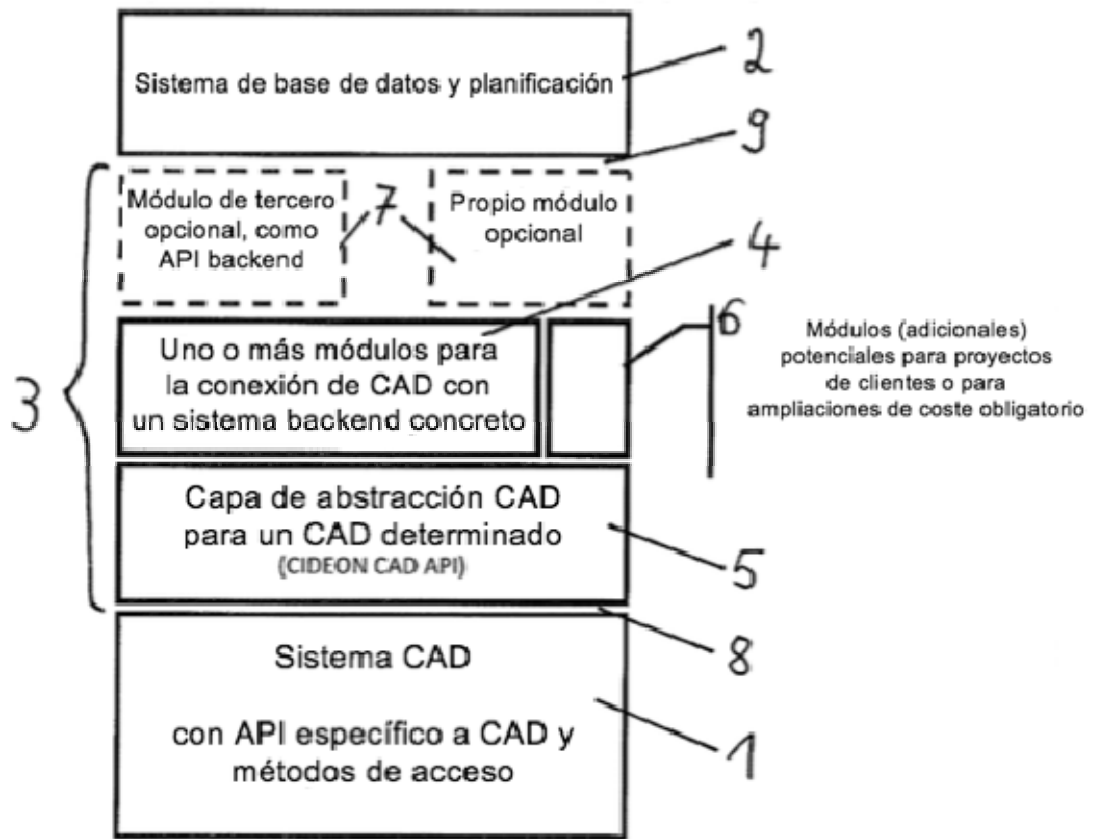 Sistema de base de datos y planificación
2
9
Módulo de tercero
opcional, como
API backend
7
Propio módulo
opcional
4
Uno o más módulos para
la conexión de CAD con
un sistema backend concreto
6
Módulos (adicionales)
potenciales para proyectos
de clientes o para
ampliaciones de coste obligatorio
3
Capa de abstracción CAD
para un CAD determinado
(CIDEON CAD API)
5
8
Sistema CAD
con API específico a CAD y
métodos de acceso
1